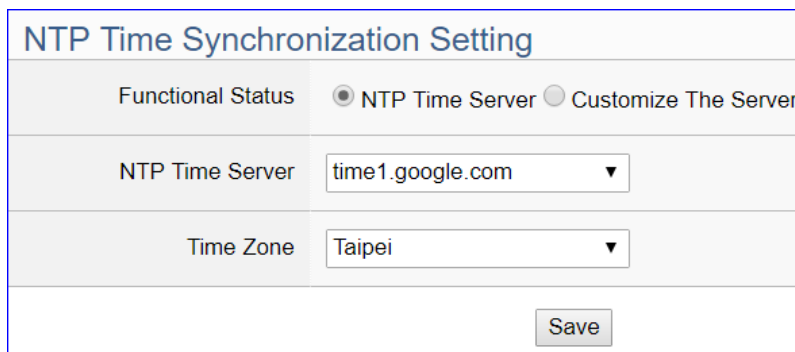 NTP Time Synchronization Setting
Functional Status NTP Time Server Customize The Server
NTP Time Server time1.google.com
Time Zone Taipei
Save